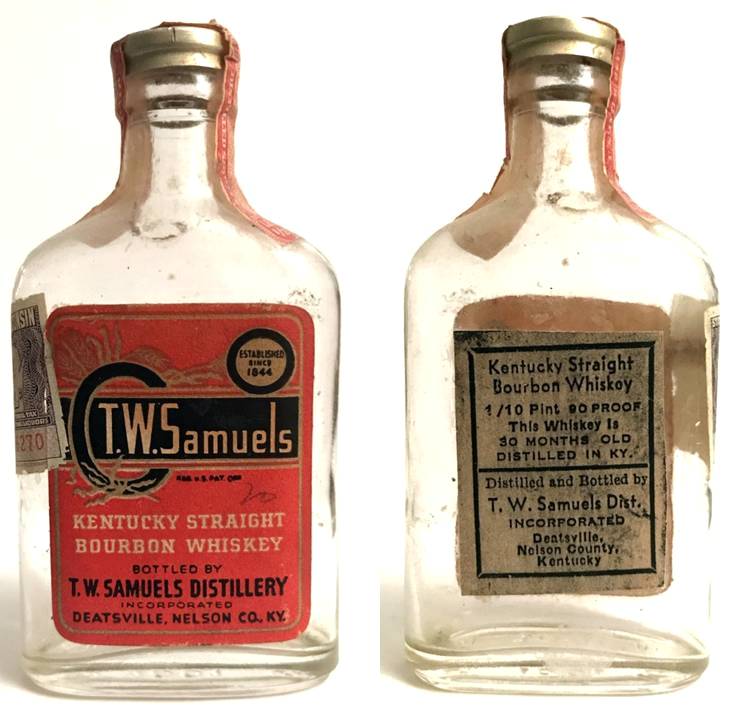 ESTABLISHED
SINCE
1844
T.W.Samuels
REG. U.S. PAT. OFF.
KENTUCKY STRAIGHT
BOURBON WHISKEY
BOTTLED BY
T.W. SAMUELS DISTILLERY
INCORPORATED
DEATSVILLE, NELSON CO., KY.
Kentucky Straight
Bourbon Whiskey
1/10 Pint 90 PROOF
This Whiskey Is
30 MONTHS OLD
DISTILLED IN KY.
Distilled and Bottled by
T. W. Samuels Dist.
INCORPORATED
Deatsville,
Nelson County,
Kentucky